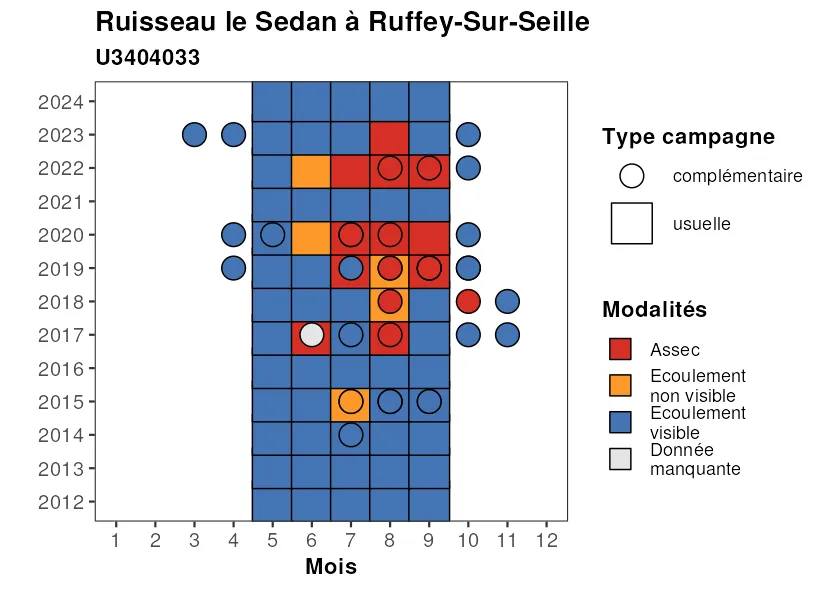 Ruisseau le Sedan à Ruffey-Sur-Seille
U3404033
2024
2023
2022
2021
2020
2019
2018
2017
2016
2015
2014
2013
2012
1 2 3 4 5 6 7 8 9 10 11 12
Mois
Type campagne
complémentaire
usuelle
Modalités
Assec
Ecoulement
non visible
Ecoulement
visible
Donnée
manquante